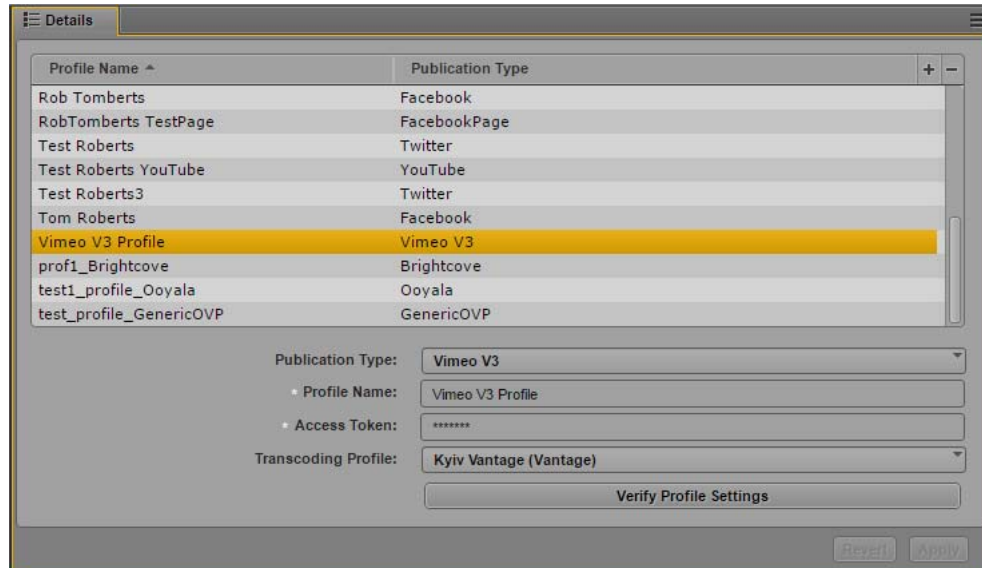 Details
Profile Name Publication Type + -
Rob Tomberts Facebook
RobTomberts TestPage FacebookPage
Test Roberts Twitter
Test Roberts YouTube YouTube
Test Roberts3 Twitter
Tom Roberts Facebook
Vimeo V3 Profile Vimeo V3
prof1_Brightcove Brightcove
test1_profile_Ooyala Ooyala
test_profile_GenericOVP GenericOVP
Publication Type: Vimeo V3
* Profile Name: Vimeo V3 Profile
* Access Token: *******
Transcoding Profile: Kyiv Vantage (Vantage)
Verify Profile Settings
Revert Apply